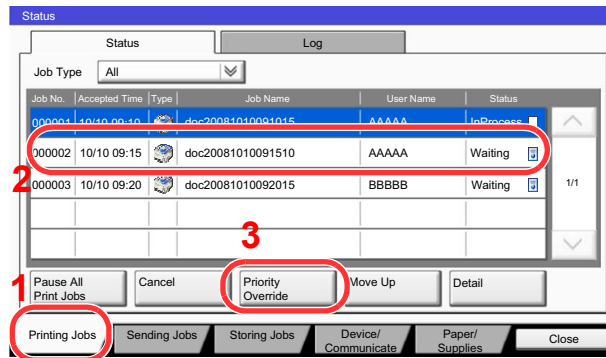 Status
Status Log
Job Type All
Job No. Accepted Time Type Job Name User Name Status
000001 10/10 09:10 doc20081010091015 AAAAA InProcess
000002 10/10 09:15 doc20081010091510 AAAAA Waiting
2
000003 10/10 09:20 doc20081010092015 BBBBB Waiting 1/1
3
1
Pause All
Print Jobs
Cancel
Priority
Override
Move Up
Detail
Printing Jobs
Sending Jobs
Storing Jobs
Device/
Communicate
Paper/
Supplies
Close